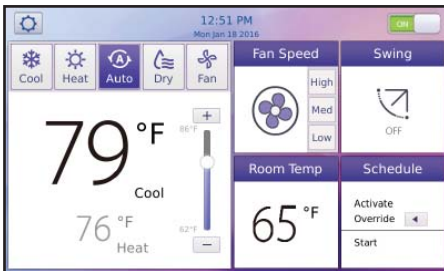 12:51 PM
Mon Jan 18 2016
ON
Cool Heat Auto Dry Fan
Fan Speed
High
Med
Low
Swing
OFF
79 °F
Cool
76 °F
Heat
+
86°F
62°F
−
Room Temp
65 °F
Schedule
Activate
Override
Start